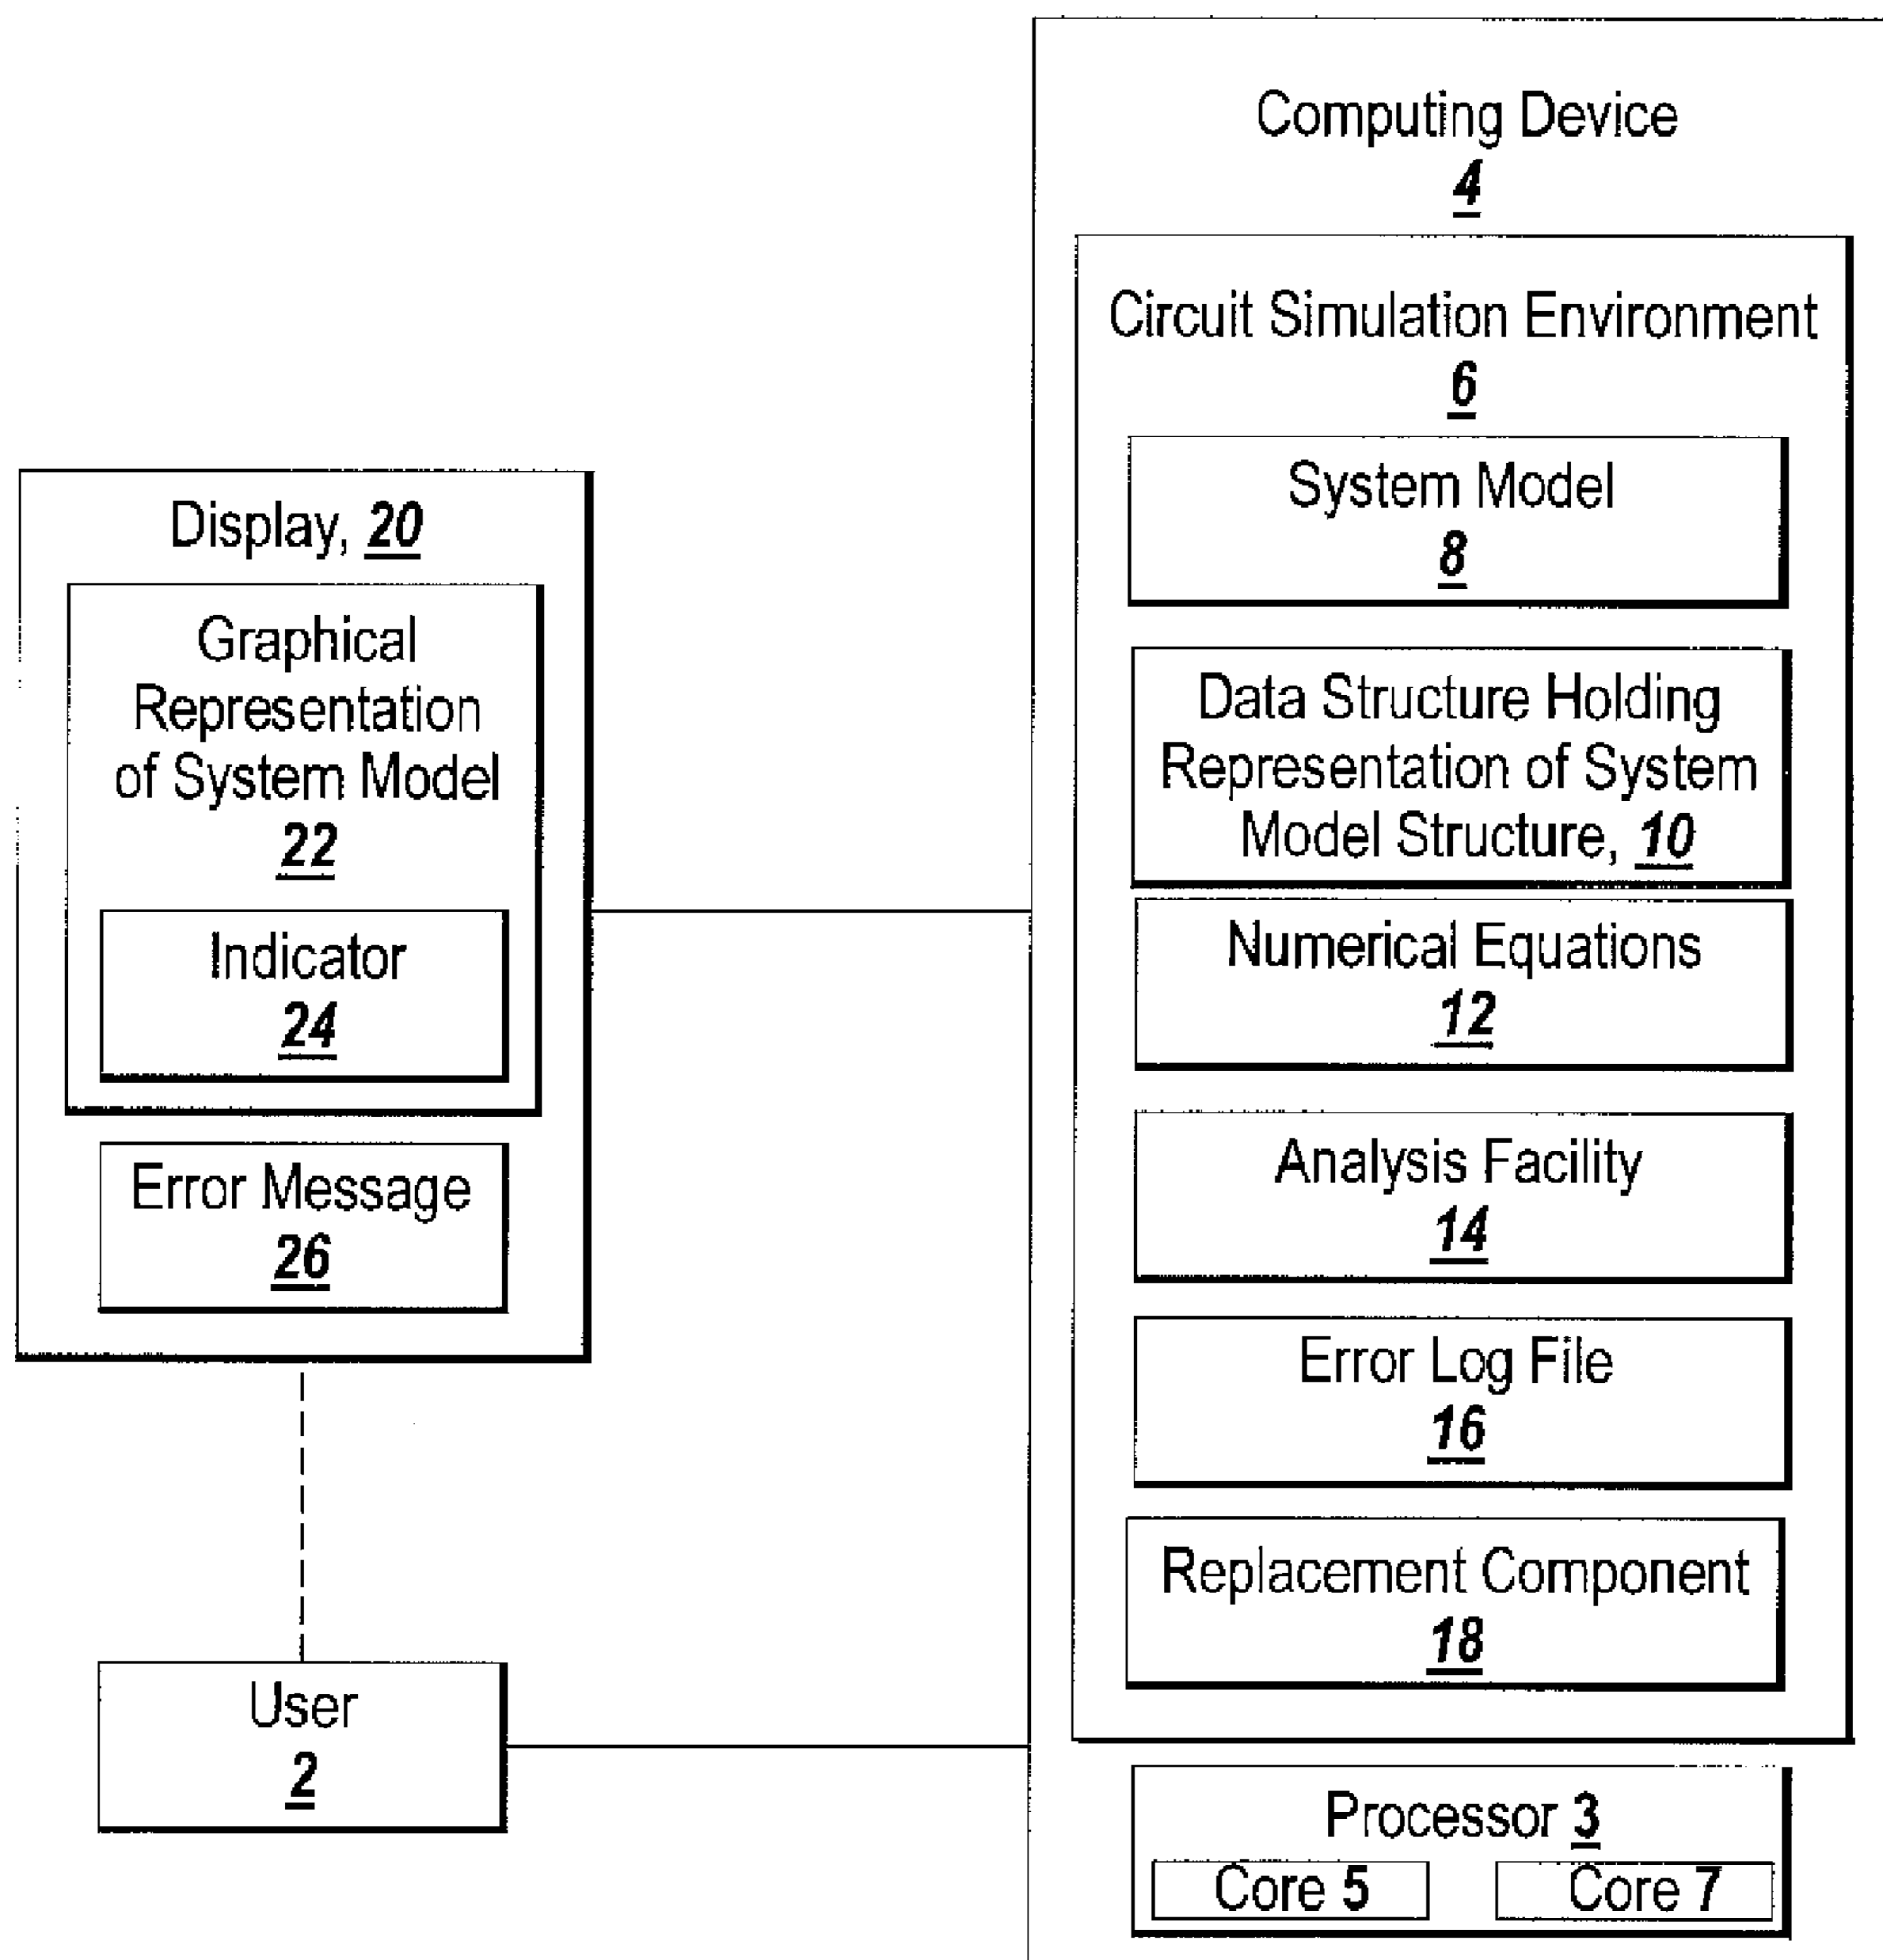 Computing Device
4
Circuit Simulation Environment
6
System Model
8
Data Structure Holding
Representation of System
Model Structure, 10
Numerical Equations
12
Analysis Facility
14
Error Log File
16
Replacement Component
18
Processor 3
Core 5
Core 7
Display, 20
Graphical
Representation
of System Model
22
Indicator
24
Error Message
26
User
2